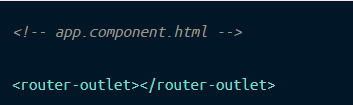 <!-- app.component.html -->
<router-outlet></router-outlet>